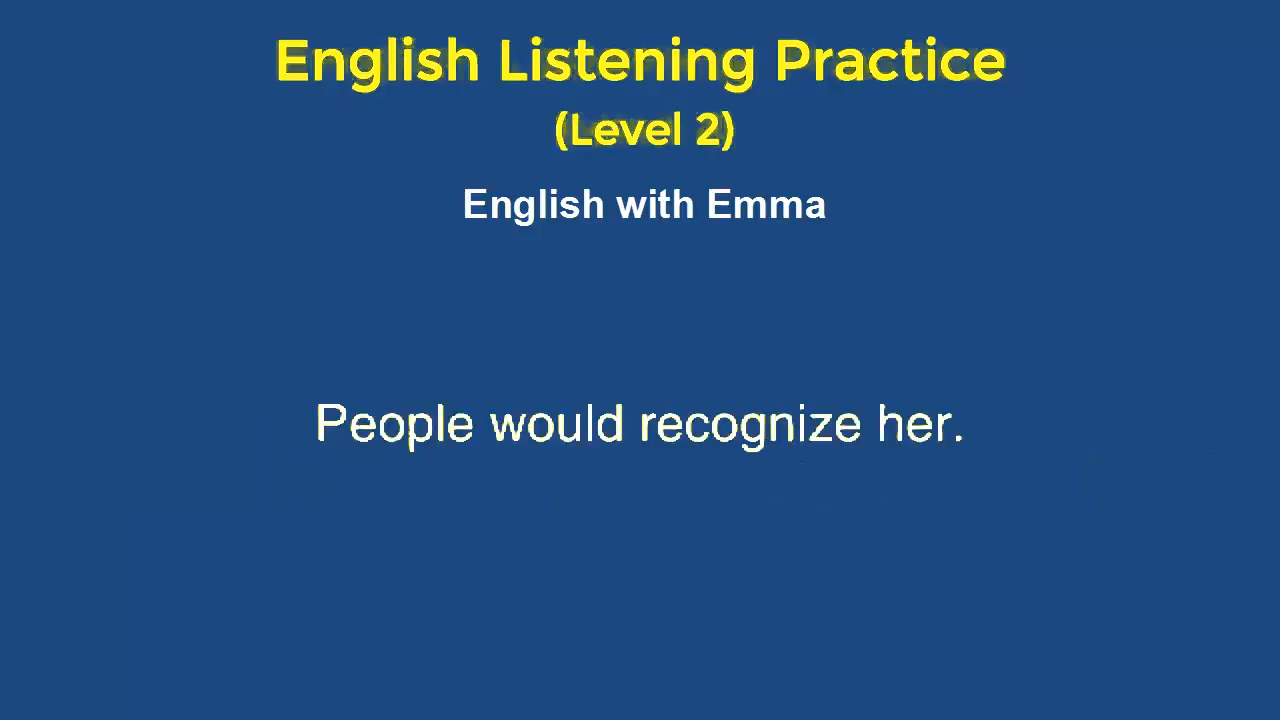 English Listening Practice
(Level 2)
English with Emma
People would recognize her.